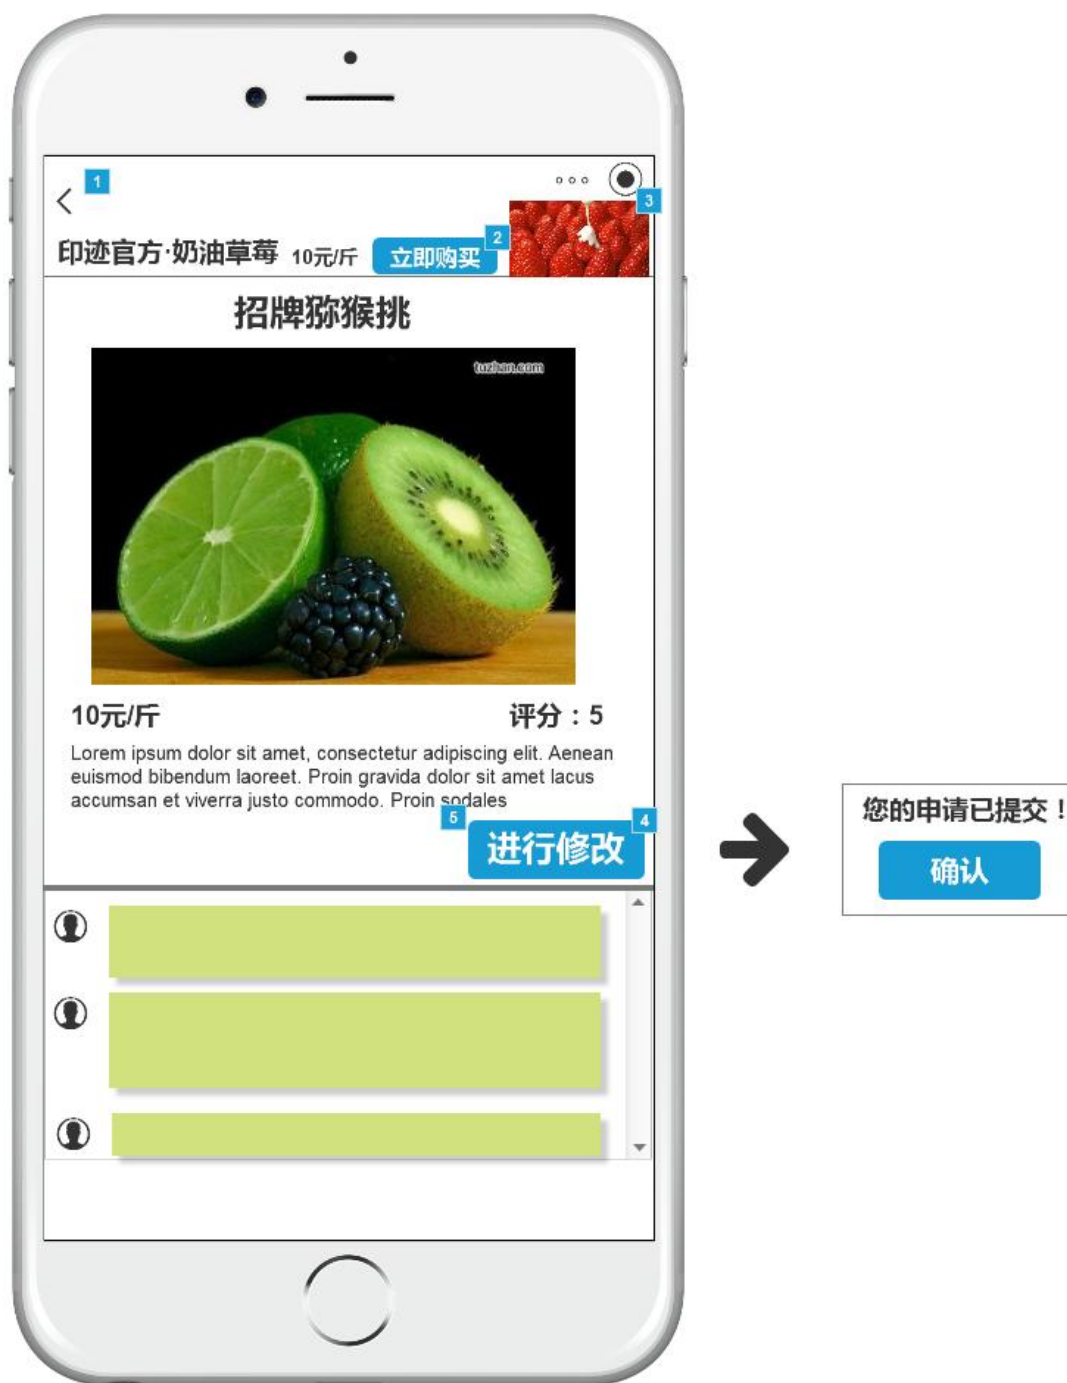 1
3
印迹官方·奶油草莓 10元/斤 立即购买 2
招牌猕猴挑
tuzhan.com
10元/斤 评分：5
Lorem ipsum dolor sit amet, consectetur adipiscing elit. Aenean
euismod bibendum laoreet. Proin gravida dolor sit amet lacus
accumsan et viverra justo commodo. Proin sodales
5 4
进行修改
您的申请已提交！
确认